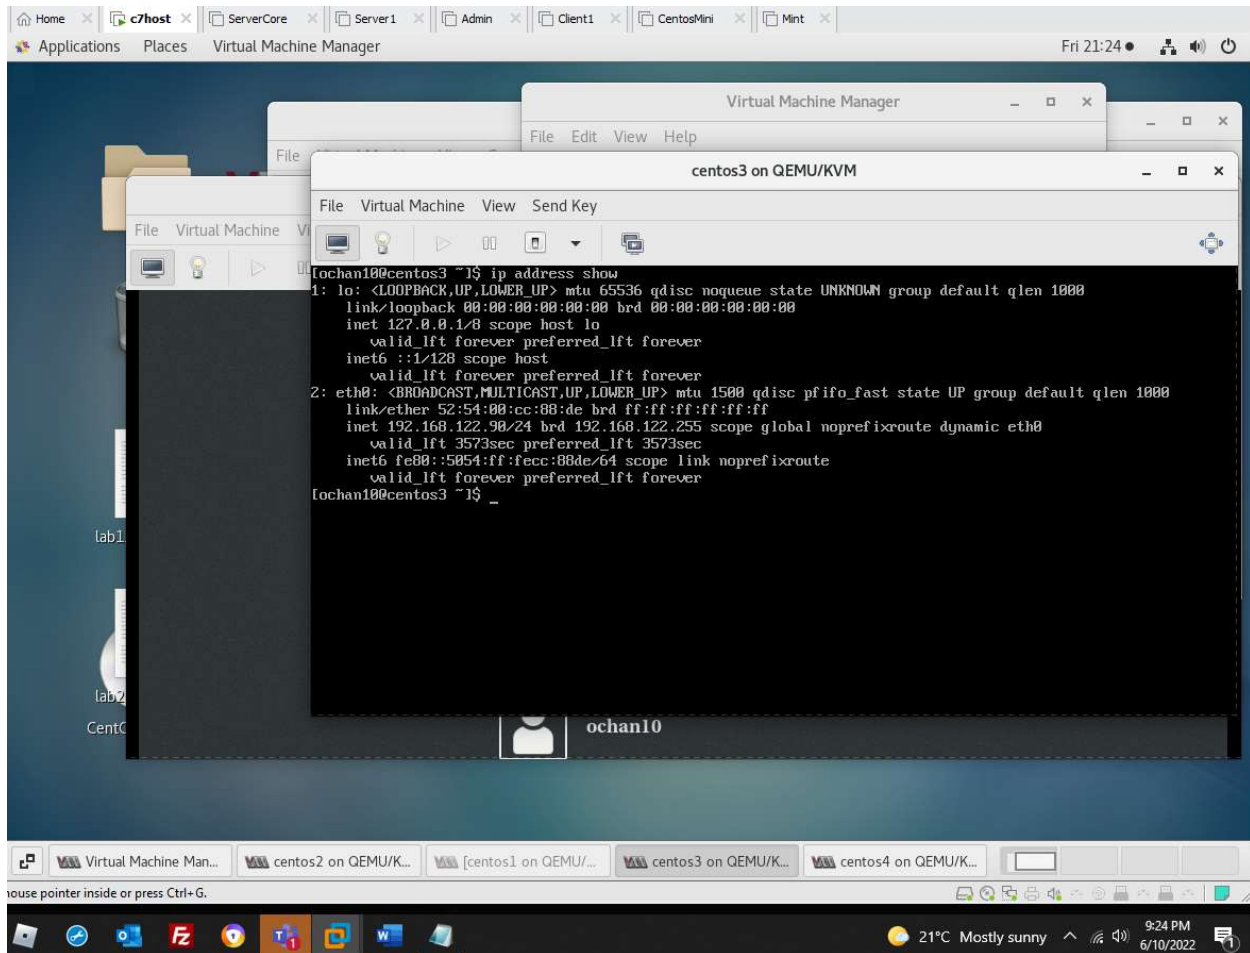 Home
c7host
ServerCore
Server1
Admin
Client1
CentosMini
Mint
Applications Places Virtual Machine Manager
Fri 21:24
Virtual Machine Manager
File Edit View Help
File
centos3 on QEMU/KVM
File Virtual Machine
File Virtual Machine View Send Key
[ochan10@centos3 ~]$ ip address show
1: lo: <LOOPBACK,UP,LOWER_UP> mtu 65536 qdisc noqueue state UNKNOWN group default qlen 1000
link/loopback 00:00:00:00:00:00 brd 00:00:00:00:00:00
inet 127.0.0.1/8 scope host lo
valid_lft forever preferred_lft forever
inet6 ::1/128 scope host
valid_lft forever preferred_lft forever
2: eth0: <BROADCAST,MULTICAST,UP,LOWER_UP> mtu 1500 qdisc pfifo_fast state UP group default qlen 1000
link/ether 52:54:00:cc:88:de brd ff:ff:ff:ff:ff:ff
inet 192.168.122.90/24 brd 192.168.122.255 scope global noprefixroute dynamic eth0
valid_lft 3573sec preferred_lft 3573sec
inet6 fe80::5054:ff:fecc:88de/64 scope link noprefixroute
valid_lft forever preferred_lft forever
[ochan10@centos3 ~]$ _
lab1
lab2
CentO
ochan10
Virtual Machine Man...
centos2 on QEMU/K...
[centos1 on QEMU/...
centos3 on QEMU/K...
centos4 on QEMU/K...
nouse pointer inside or press Ctrl+G.
21°C Mostly sunny
9:24 PM
6/10/2022